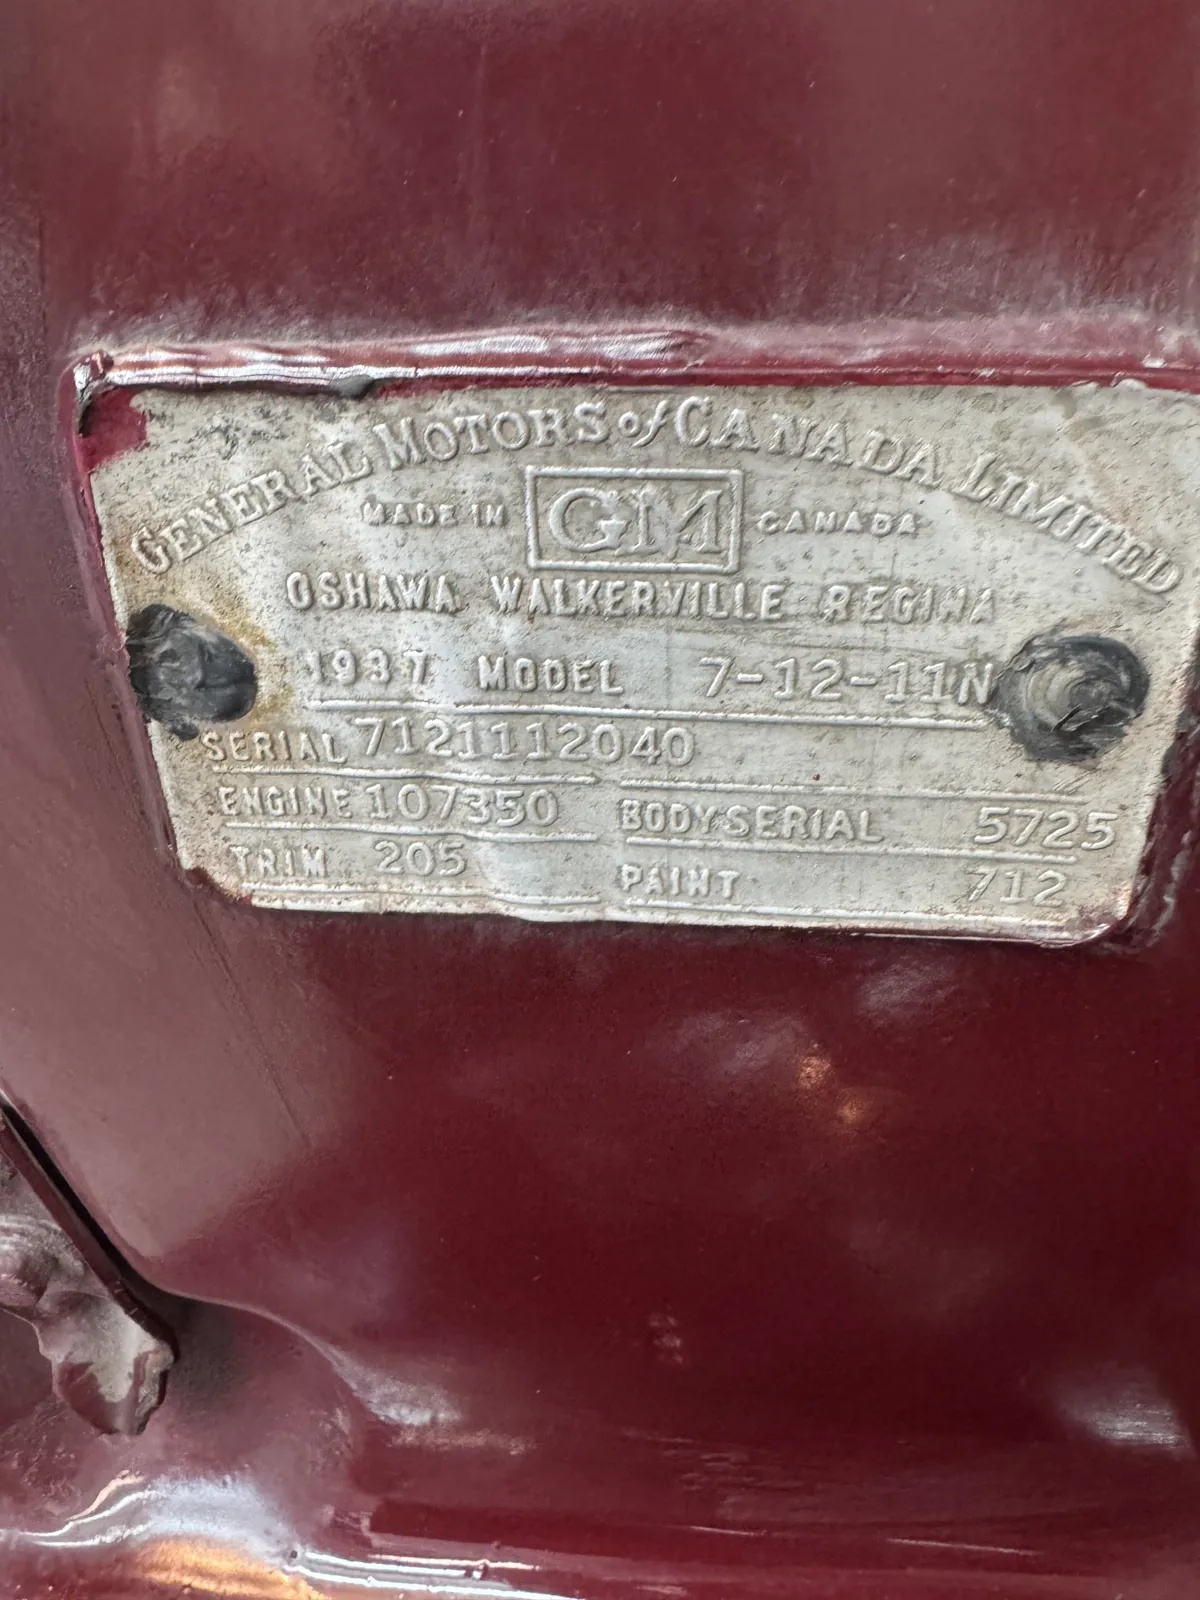 GENERAL MOTORS of CANADA LIMITED
MADE IN GM CANADA
OSHAWA WALKERVILLE REGINA
1937 MODEL 7-12-11N
SERIAL 7121112040
ENGINE 107350 BODY SERIAL 5725
TRIM 205 PAINT 712